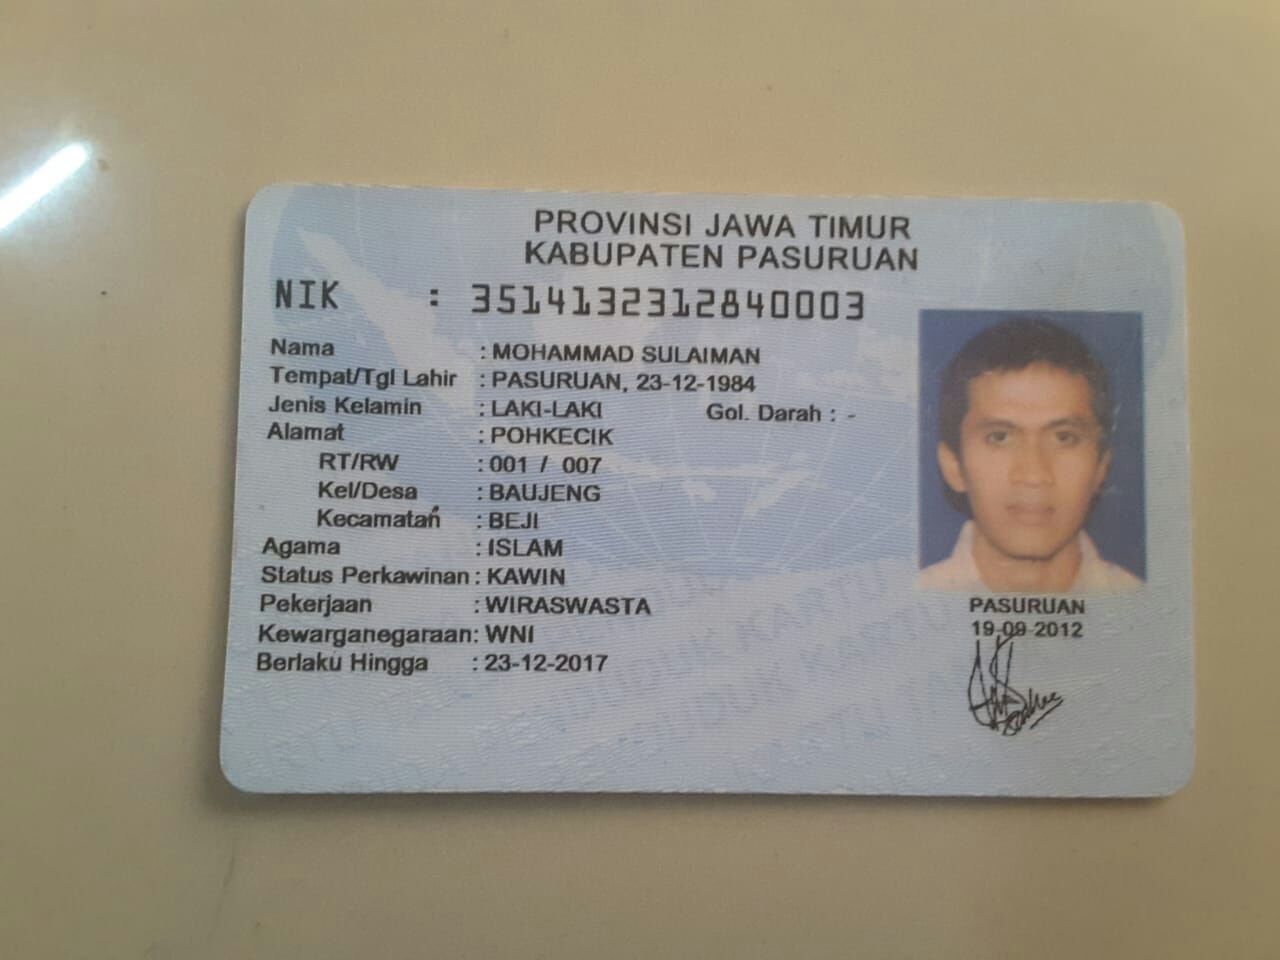 PROVINSI JAWA TIMUR
KABUPATEN PASURUAN
NIK : 3514132312840003
Nama : MOHAMMAD SULAIMAN
Tempat/Tgl Lahir : PASURUAN, 23-12-1984
Jenis Kelamin : LAKI-LAKI Gol. Darah : -
Alamat : POHKECIK
RT/RW : 001 / 007
Kel/Desa : BAUJENG
Kecamatan : BEJI
Agama : ISLAM
Status Perkawinan : KAWIN
Pekerjaan : WIRASWASTA
Kewarganegaraan: WNI
Berlaku Hingga : 23-12-2017
PASURUAN
19-09-2012